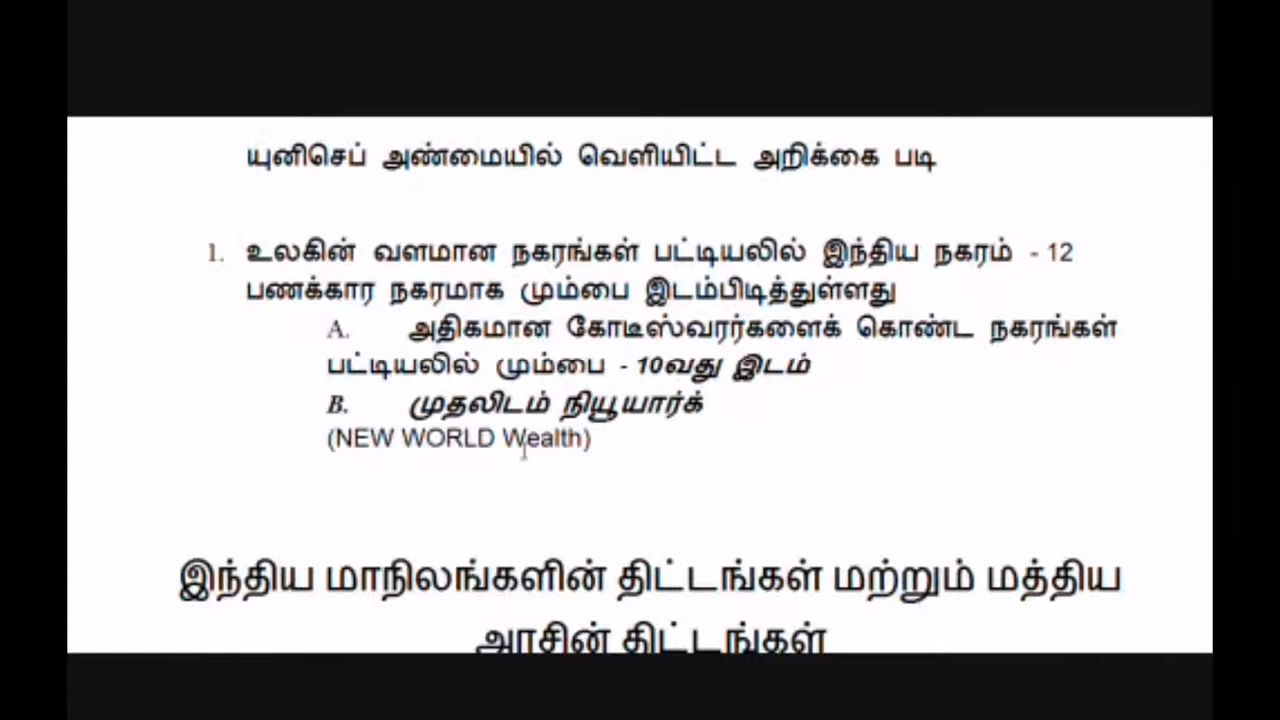 யுனிசெப் அண்மையில் வெளியிட்ட அறிக்கை படி
1. உலகின் வளமான நகரங்கள் பட்டியலில் இந்திய நகரம் - 12
பணக்கார நகரமாக மும்பை இடம்பிடித்துள்ளது
A. அதிகமான கோடீஸ்வரர்களைக் கொண்ட நகரங்கள்
பட்டியலில் மும்பை - 10வது இடம்
B. முதலிடம் நியூயார்க்
(NEW WORLD Wealth)
இந்திய மாநிலங்களின் திட்டங்கள் மற்றும் மத்திய
அரசின் திட்டங்கள்